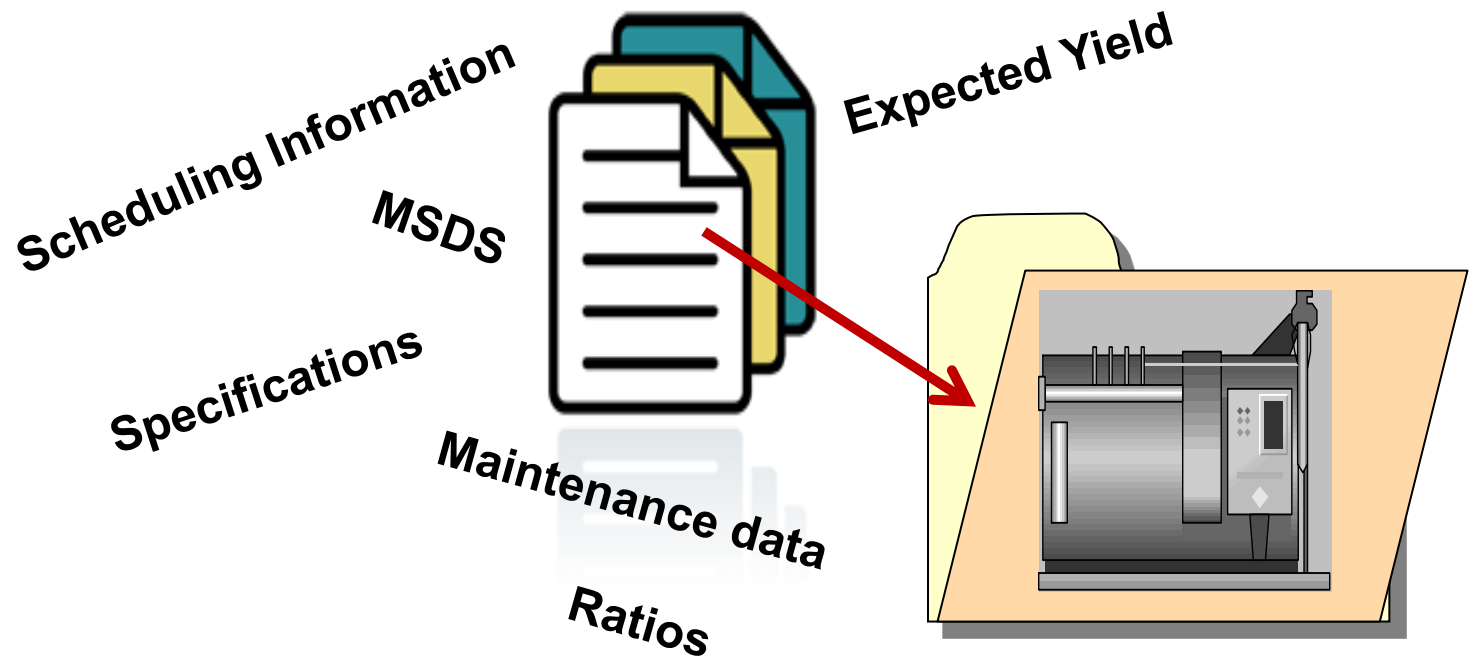 Scheduling Information
Expected Yield
MSDS
Specifications
Maintenance data
Ratios